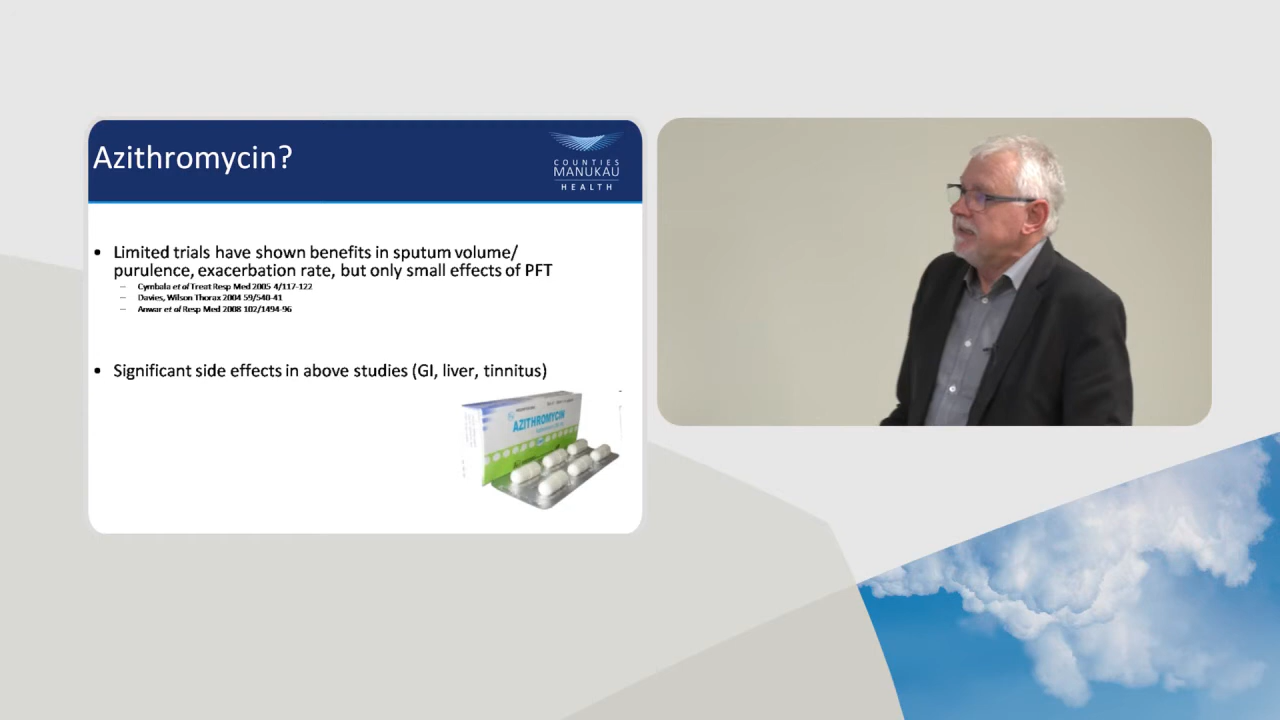 Azithromycin?
COUNTIES
MANUKAU
HEALTH
• Limited trials have shown benefits in sputum volume/
purulence, exacerbation rate, but only small effects of PFT
– Cymbala et al Treat Resp Med 2005 4/117-122
– Davies, Wilson Thorax 2004 59/540-41
– Anwar et al Resp Med 2008 102/1494-96
• Significant side effects in above studies (GI, liver, tinnitus)
AZITHROMYCIN